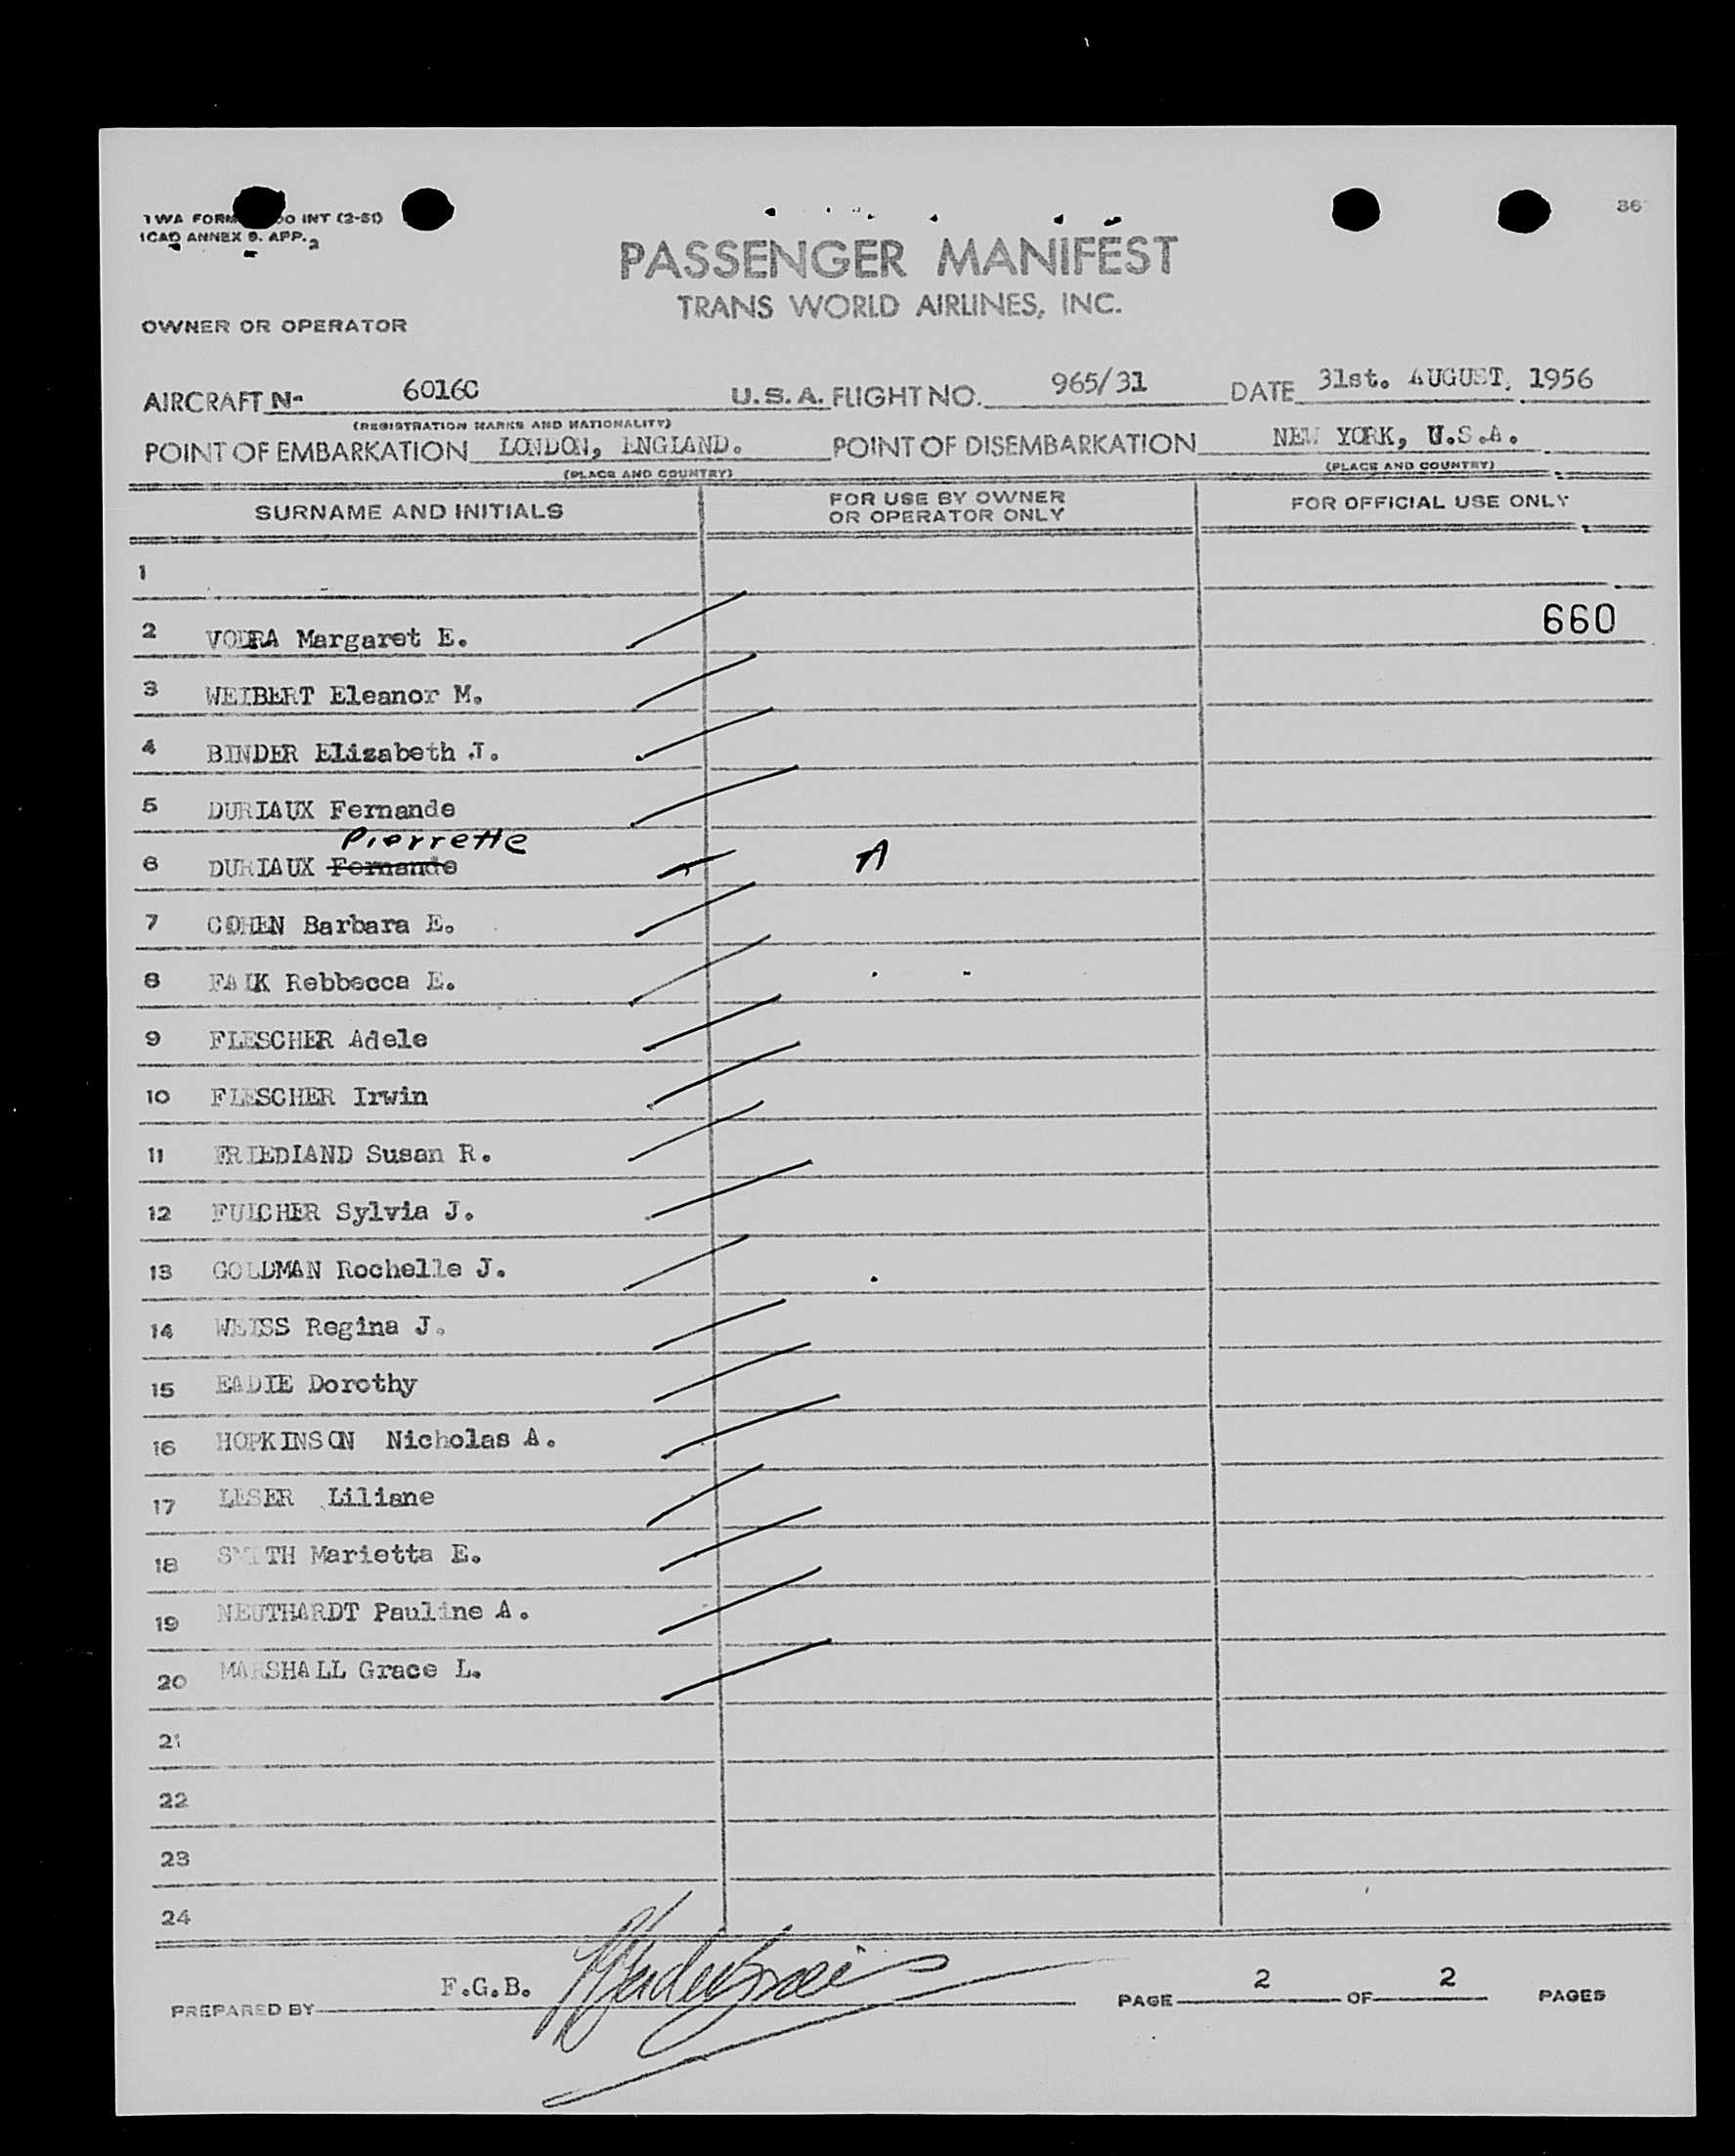 TWA FORM INT (2-51)
ICAO ANNEX 9. APP. 2
36
PASSENGER MANIFEST
TRANS WORLD AIRLINES, INC.
OWNER OR OPERATOR
AIRCRAFT N- 6016C U.S.A. FLIGHT NO. 965/31 DATE 31st. AUGUST, 1956
(REGISTRATION MARKS AND NATIONALITY)
POINT OF EMBARKATION LONDON, ENGLAND. POINT OF DISEMBARKATION NEW YORK, U.S.A.
(PLACE AND COUNTRY) (PLACE AND COUNTRY)
SURNAME AND INITIALS FOR USE BY OWNER OR OPERATOR ONLY FOR OFFICIAL USE ONLY
1
2 VODRA Margaret E. 660
3 WEIBERT Eleanor M.
4 BINDER Elizabeth J.
5 DURIAUX Fernande
Pierrette
6 DURIAUX Fernande A
7 COHEN Barbara E.
8 FALK Rebbecca E.
9 FLESCHER Adele
10 FLESCHER Irwin
11 FRIEDLAND Susan R.
12 FULCHER Sylvia J.
13 GOLDMAN Rochelle J.
14 WEISS Regina J.
15 EADIE Dorothy
16 HOPKINSON Nicholas A.
17 LESER Liliane
18 SMITH Marietta E.
19 NEUTHARDT Pauline A.
20 MARSHALL Grace L.
21
22
23
24
PREPARED BY F.G.B. PAGE 2 OF 2 PAGES